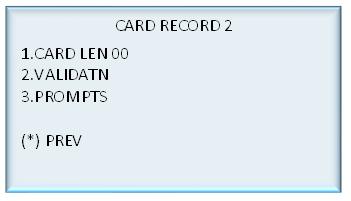 CARD RECORD 2
1.CARD LEN 00
2.VALIDATN
3.PROMPTS
(*) PREV